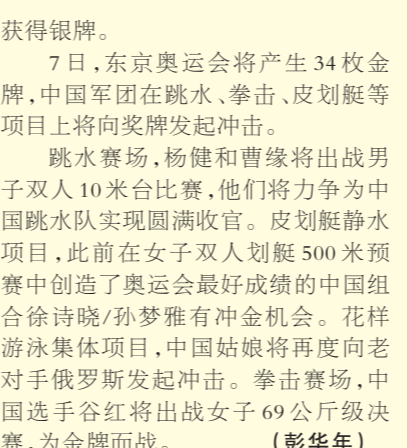 获得银牌。
7日,东京奥运会将产生34枚金
牌,中国军团在跳水、拳击、皮划艇等
项目上将向奖牌发起冲击。
跳水赛场,杨健和曹缘将出战男
子双人10米台比赛,他们将力争为中
国跳水队实现圆满收官。皮划艇静水
项目,此前在女子双人划艇500米预
赛中创造了奥运会最好成绩的中国组
合徐诗晓/孙梦雅有冲金机会。花样
游泳集体项目,中国姑娘将再度向老
对手俄罗斯发起冲击。拳击赛场,中
国选手谷红将出战女子69公斤级决
赛,为金牌而战。 (彭华年)